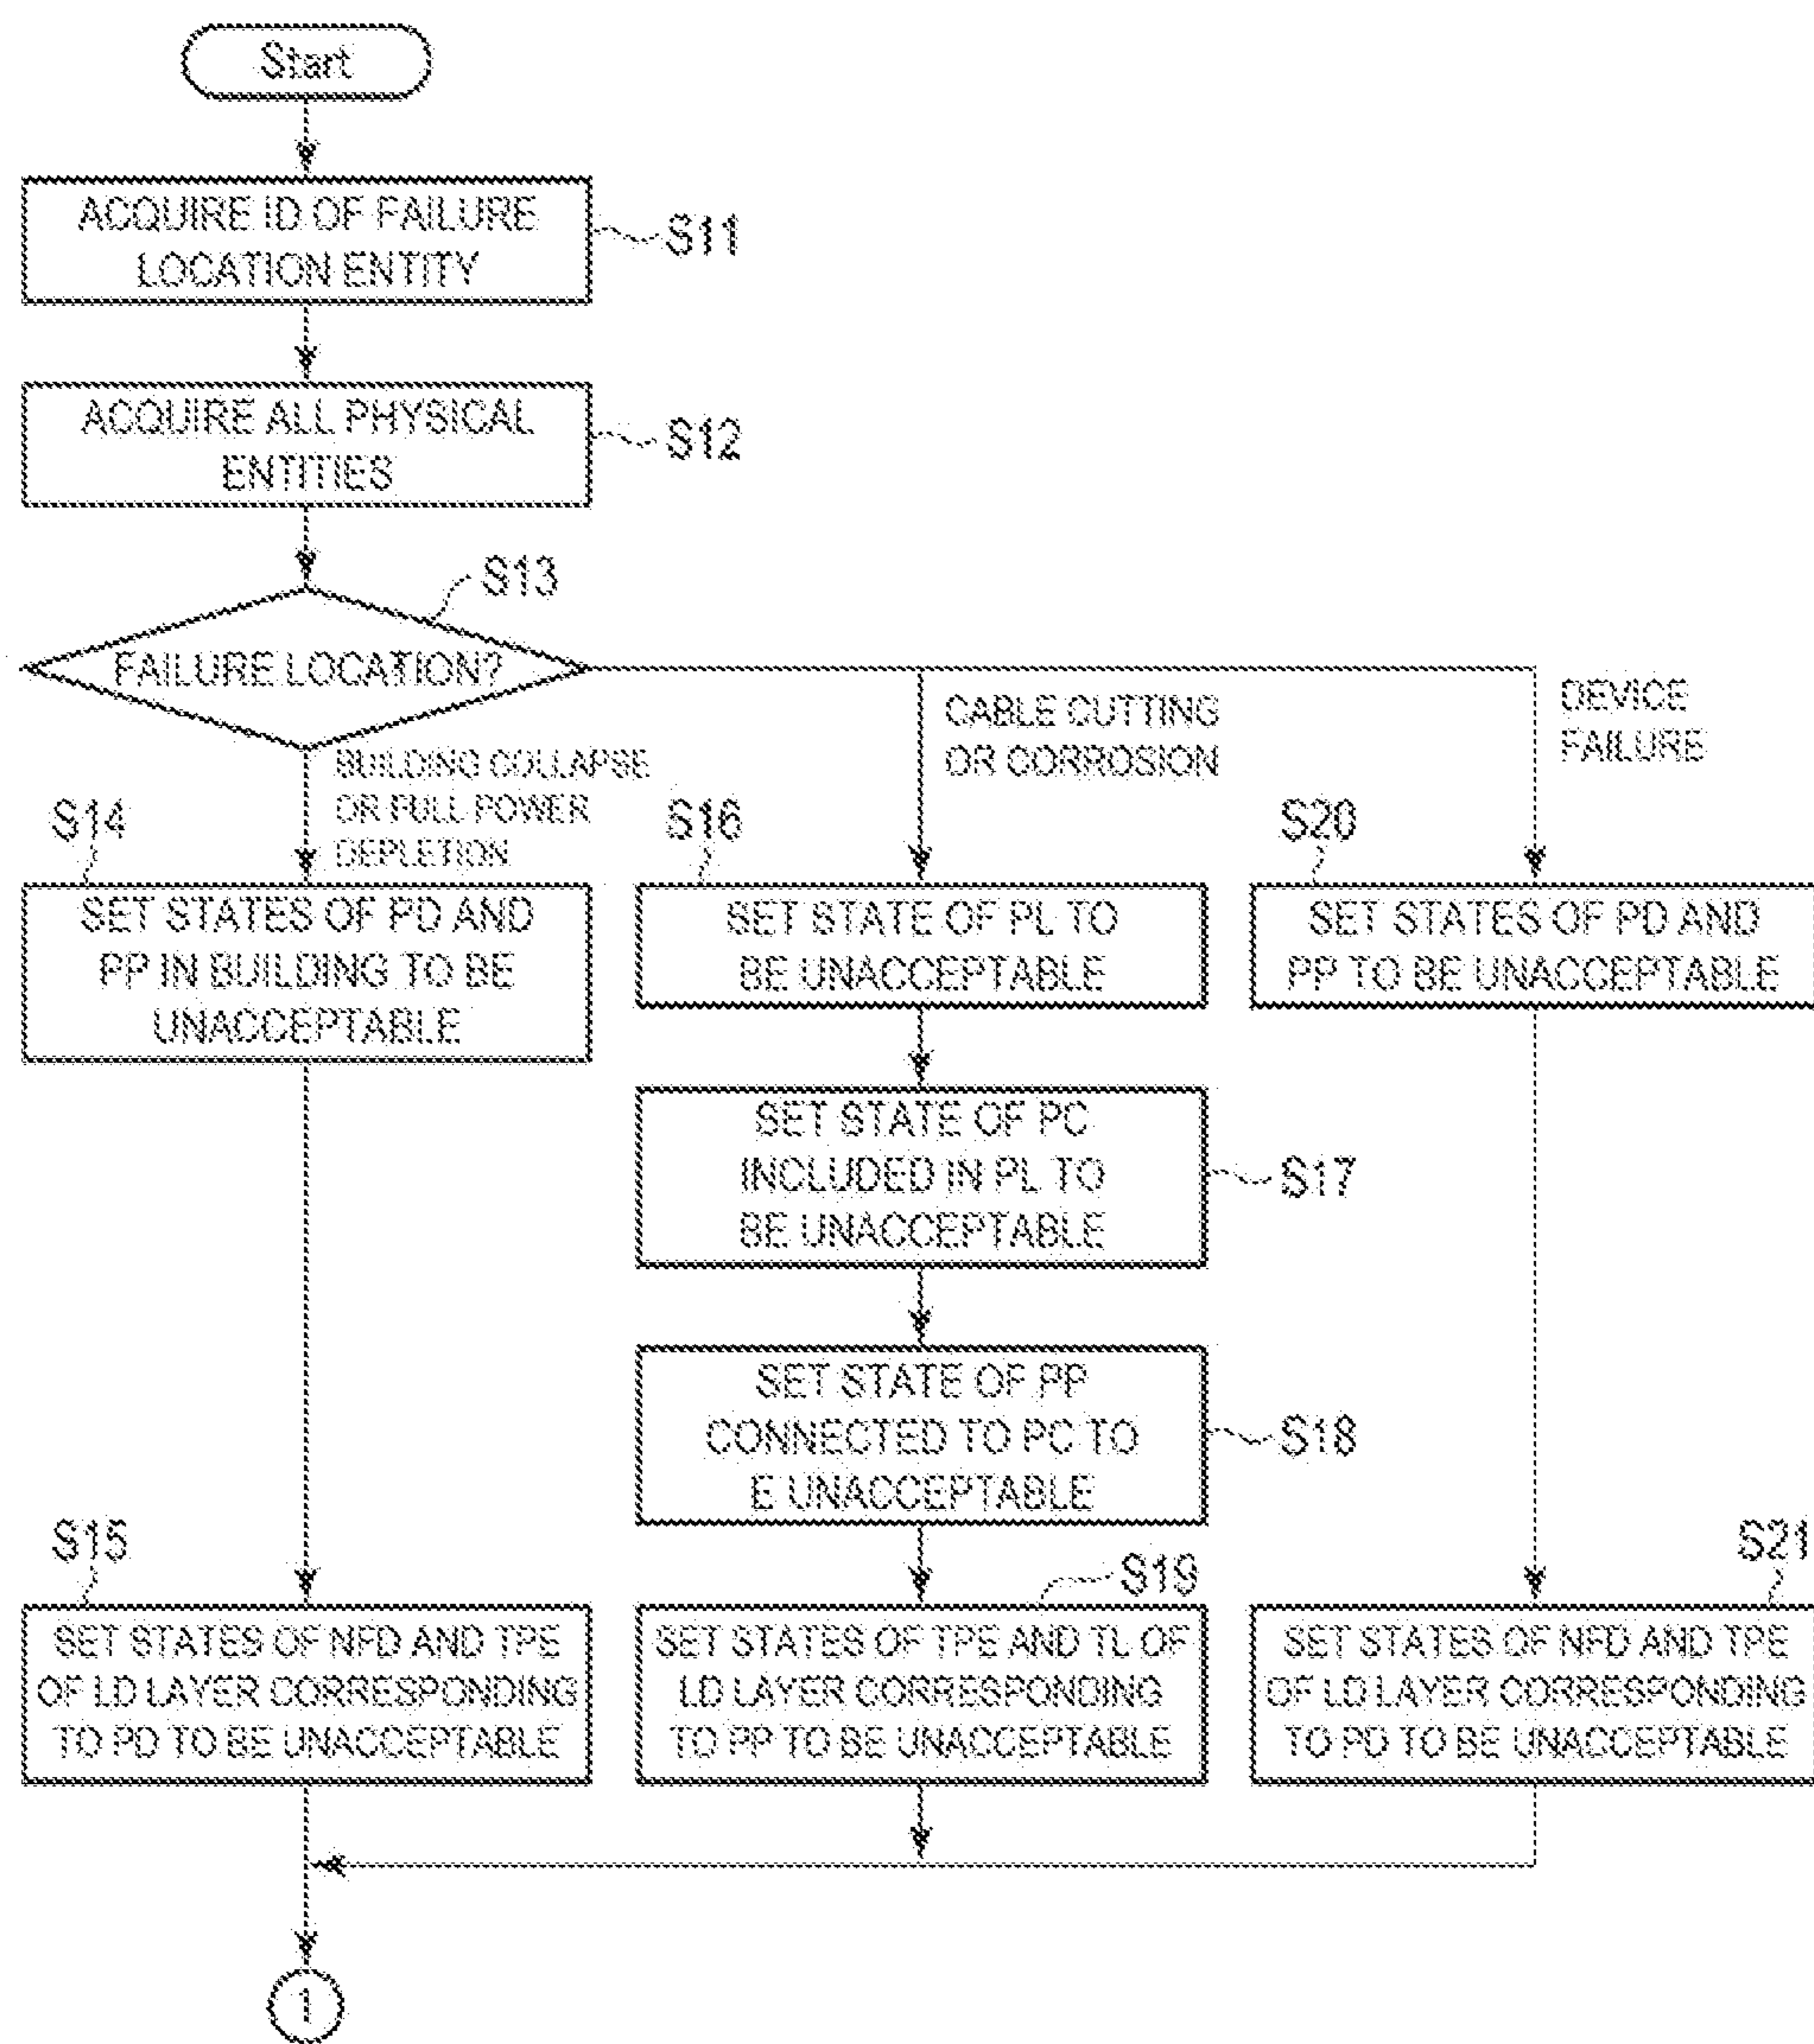 Start
ACQUIRE ID OF FAILURE
LOCATION ENTITY
S11
ACQUIRE ALL PHYSICAL
ENTITIES
S12
S13
FAILURE LOCATION?
BUILDING COLLAPSE
OR FULL POWER
DEPLETION
CABLE CUTTING
OR CORROSION
DEVICE
FAILURE
S14
SET STATES OF PD AND
PP IN BUILDING TO BE
UNACCEPTABLE
S16
SET STATE OF PL TO
BE UNACCEPTABLE
S20
SET STATES OF PD AND
PP TO BE UNACCEPTABLE
SET STATE OF PC
INCLUDED IN PL TO
BE UNACCEPTABLE
S17
SET STATE OF PP
CONNECTED TO PC TO
E UNACCEPTABLE
S18
S15
SET STATES OF NFD AND TPE
OF LD LAYER CORRESPONDING
TO PD TO BE UNACCEPTABLE
S19
SET STATES OF TPE AND TL OF
LD LAYER CORRESPONDING
TO PP TO BE UNACCEPTABLE
S21
SET STATES OF NFD AND TPE
OF LD LAYER CORRESPONDING
TO PD TO BE UNACCEPTABLE
1